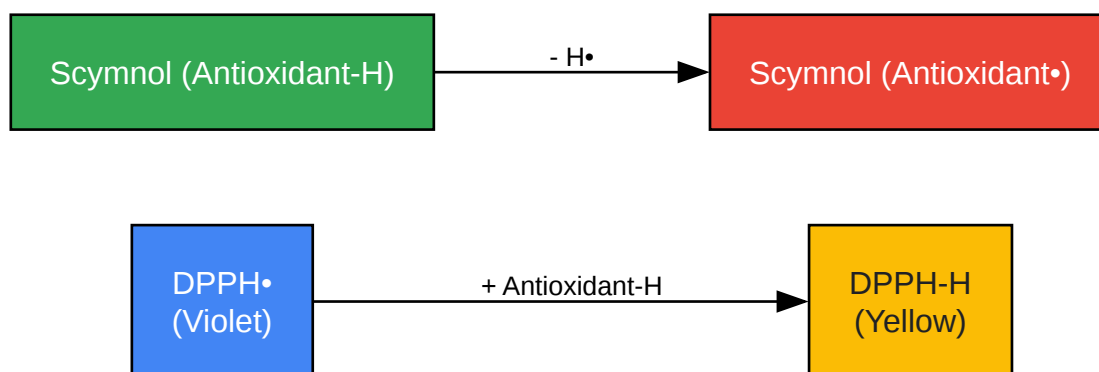 Scymnol (Antioxidant-H)
- H•
Scymnol (Antioxidant•)
DPPH•
(Violet)
+ Antioxidant-H
DPPH-H
(Yellow)